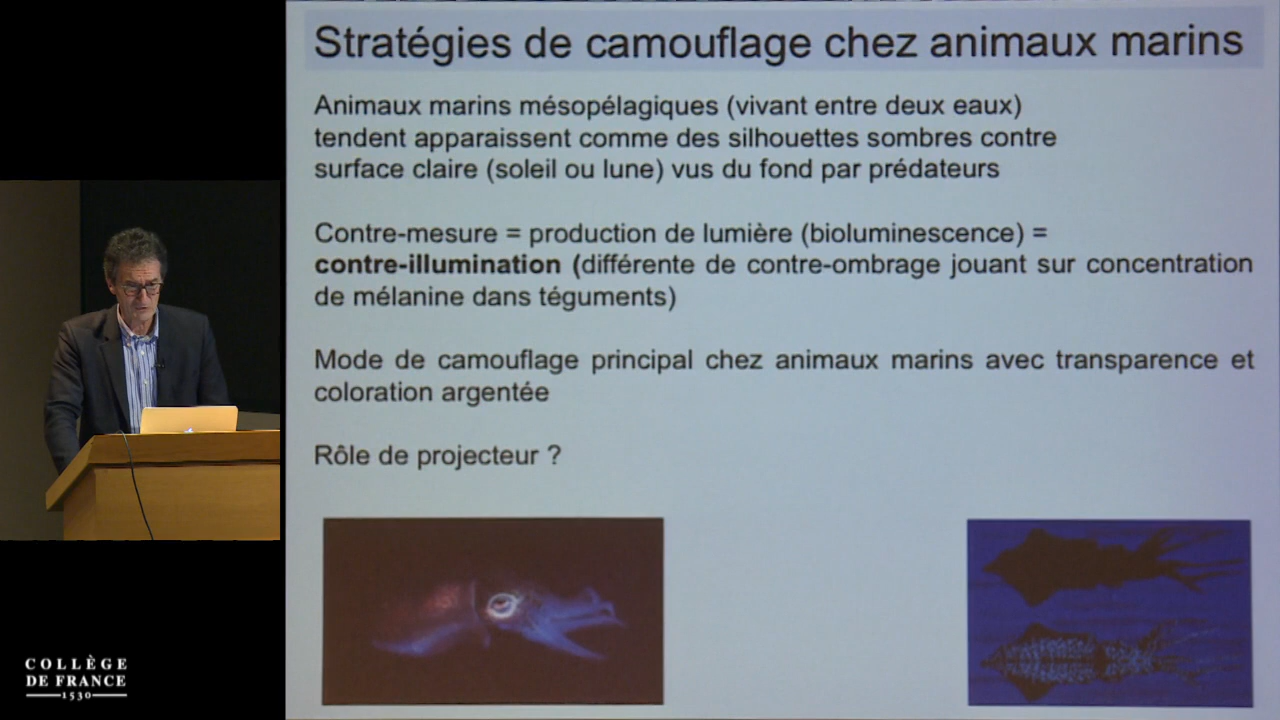 Stratégies de camouflage chez animaux marins
Animaux marins mésopélagiques (vivant entre deux eaux)
tendent apparaissent comme des silhouettes sombres contre
surface claire (soleil ou lune) vus du fond par prédateurs
Contre-mesure = production de lumière (bioluminescence) =
contre-illumination (différente de contre-ombrage jouant sur concentration
de mélanine dans téguments)
Mode de camouflage principal chez animaux marins avec transparence et
coloration argentée
Rôle de projecteur ?
COLLÈGE
DE FRANCE
1530